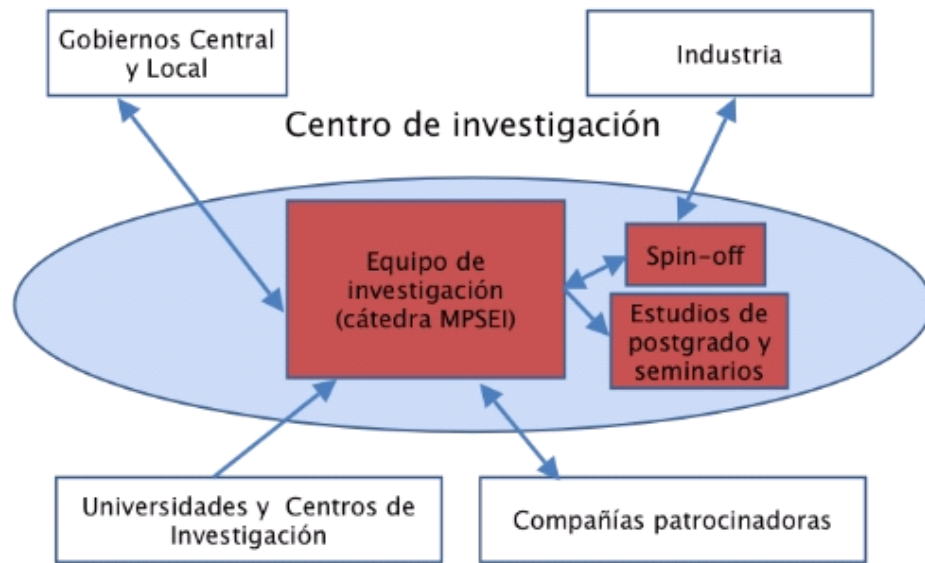 Gobiernos Central
y Local
Industria
Centro de investigación
Equipo de
investigación
(cátedra MPSEI)
Spin-off
Estudios de
postgrado y
seminarios
Universidades y Centros de
Investigación
Compañías patrocinadoras